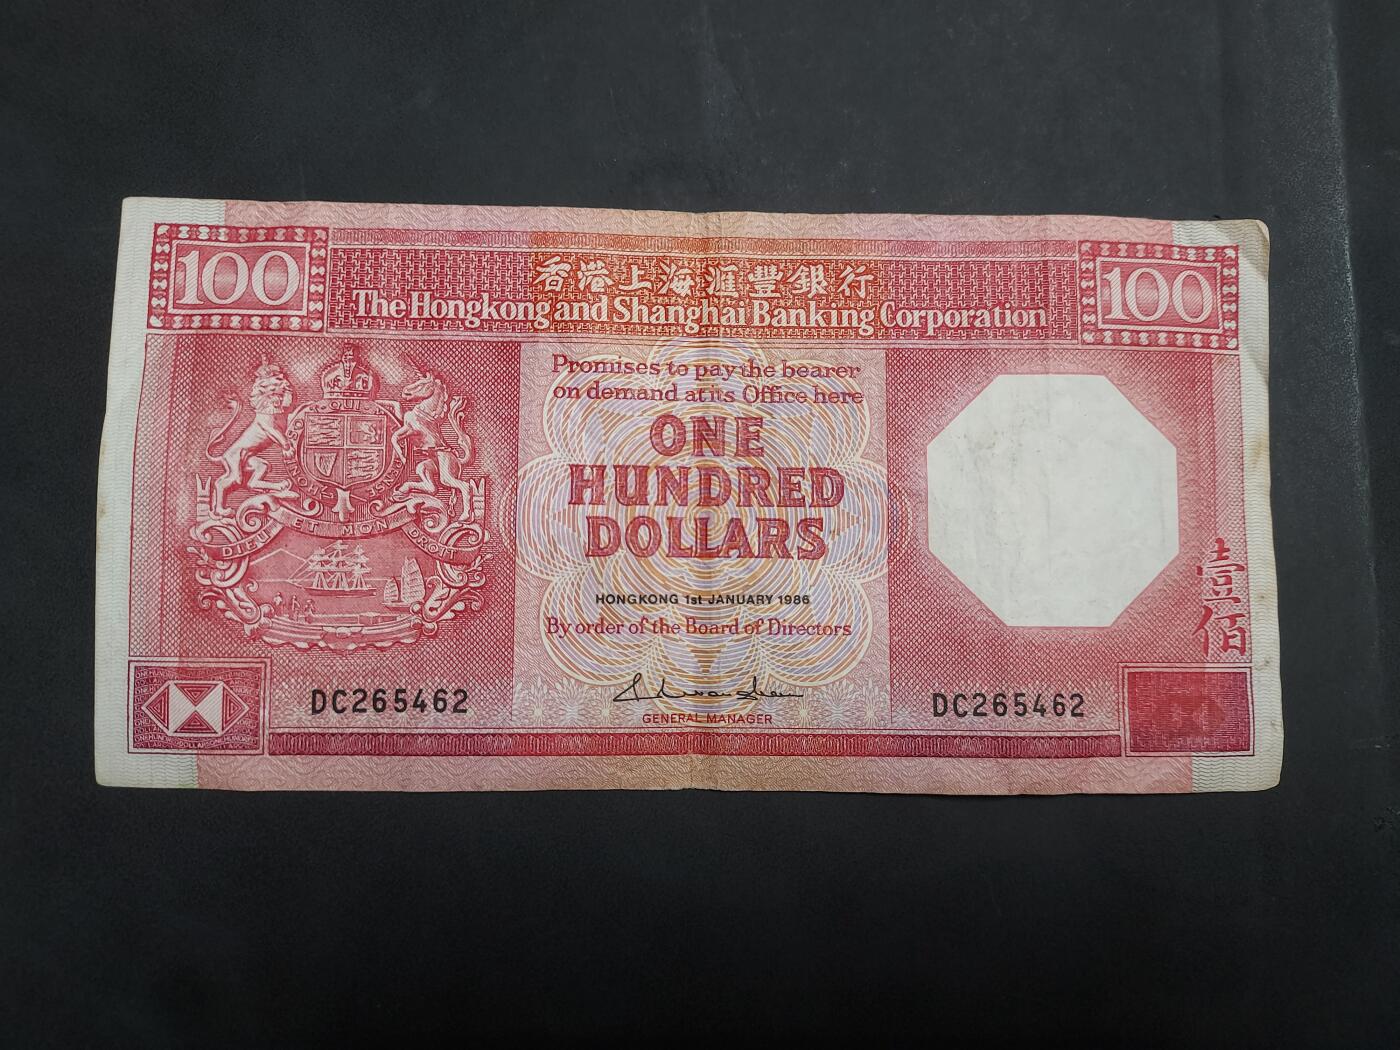 100
香港上海滙豐銀行
100
The Hongkong and Shanghai Banking Corporation
Promises to pay the bearer
on demand at its Office here
ONE
HUNDRED
DOLLARS
DIEU ET MON DROIT
HONGKONG 1st JANUARY 1986
By order of the Board of Directors
壹佰
DC265462
GENERAL MANAGER
DC265462